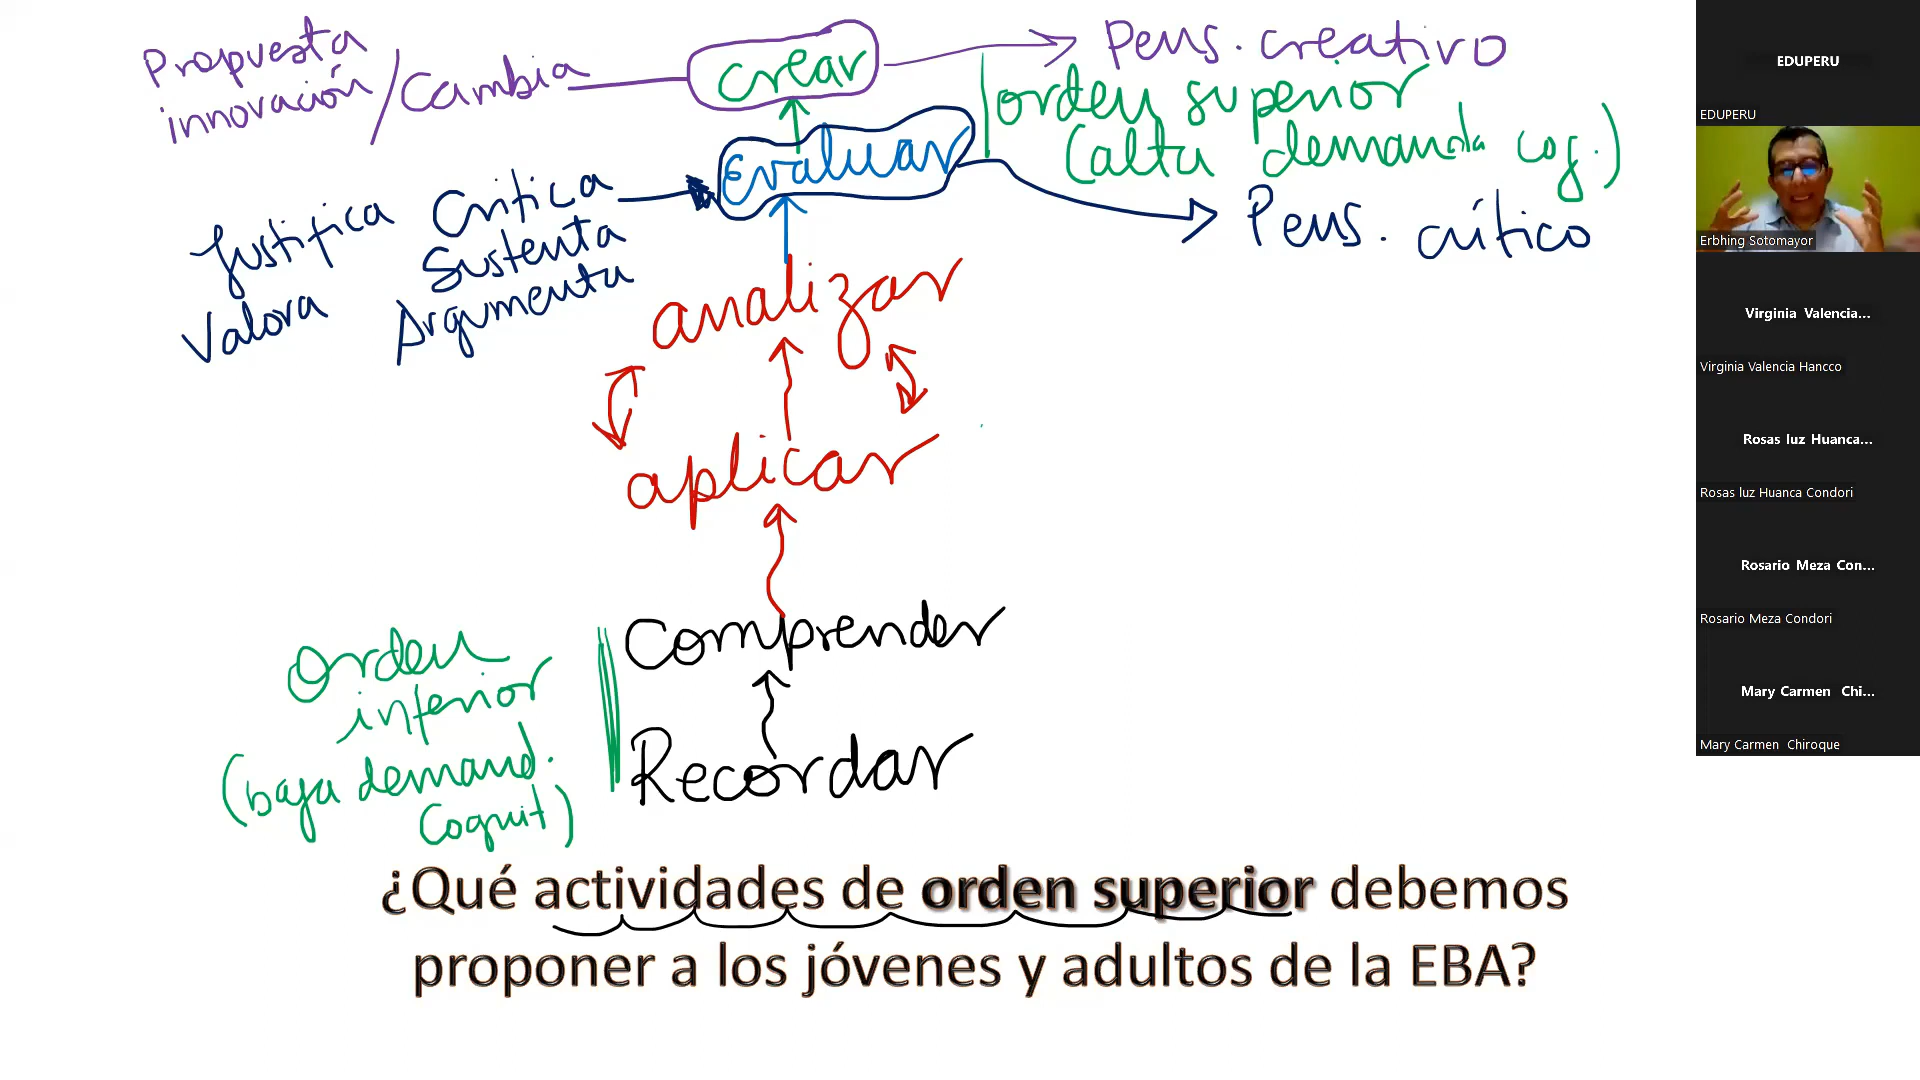 Propuesta
innovación / Cambia
crear
Pens. creativo
orden superior
(alta demanda cog.)
Evaluar
Justifica Critica
Sustenta
Valora Argumenta
Pens. crítico
analizar
aplicar
Comprender
Recordar
Orden
inferior
(baja demand.
Cognit)
¿Qué actividades de orden superior debemos
proponer a los jóvenes y adultos de la EBA?
EDUPERU
EDUPERU
Erbhing Sotomayor
Virginia Valencia...
Virginia Valencia Hancco
Rosas luz Huanca...
Rosas luz Huanca Condori
Rosario Meza Con...
Rosario Meza Condori
Mary Carmen Chi...
Mary Carmen Chiroque